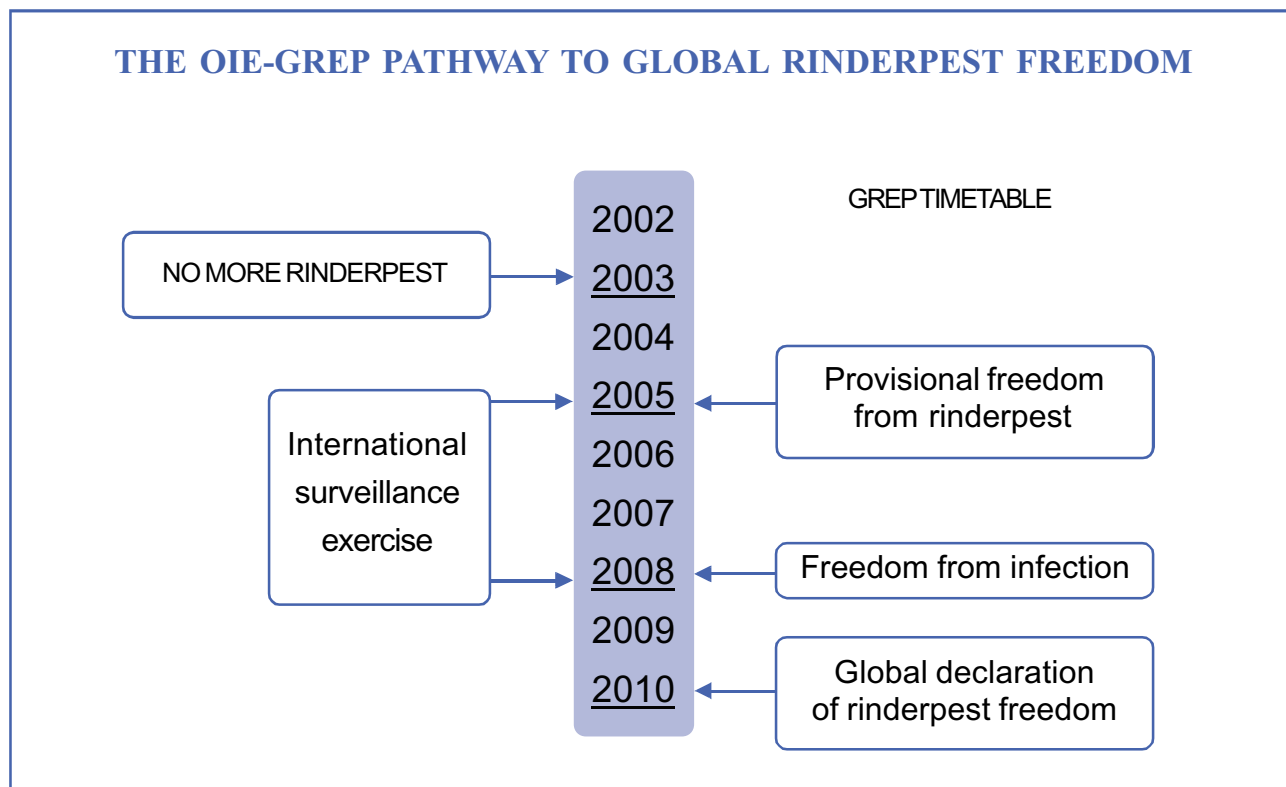 THE OIE-GREP PATHWAY TO GLOBAL RINDERPEST FREEDOM
GREP TIMETABLE
2002
NO MORE RINDERPEST
2003
2004
2005
Provisional freedom
from rinderpest
International
surveillance
exercise
2006
2007
2008
Freedom from infection
2009
2010
Global declaration
of rinderpest freedom